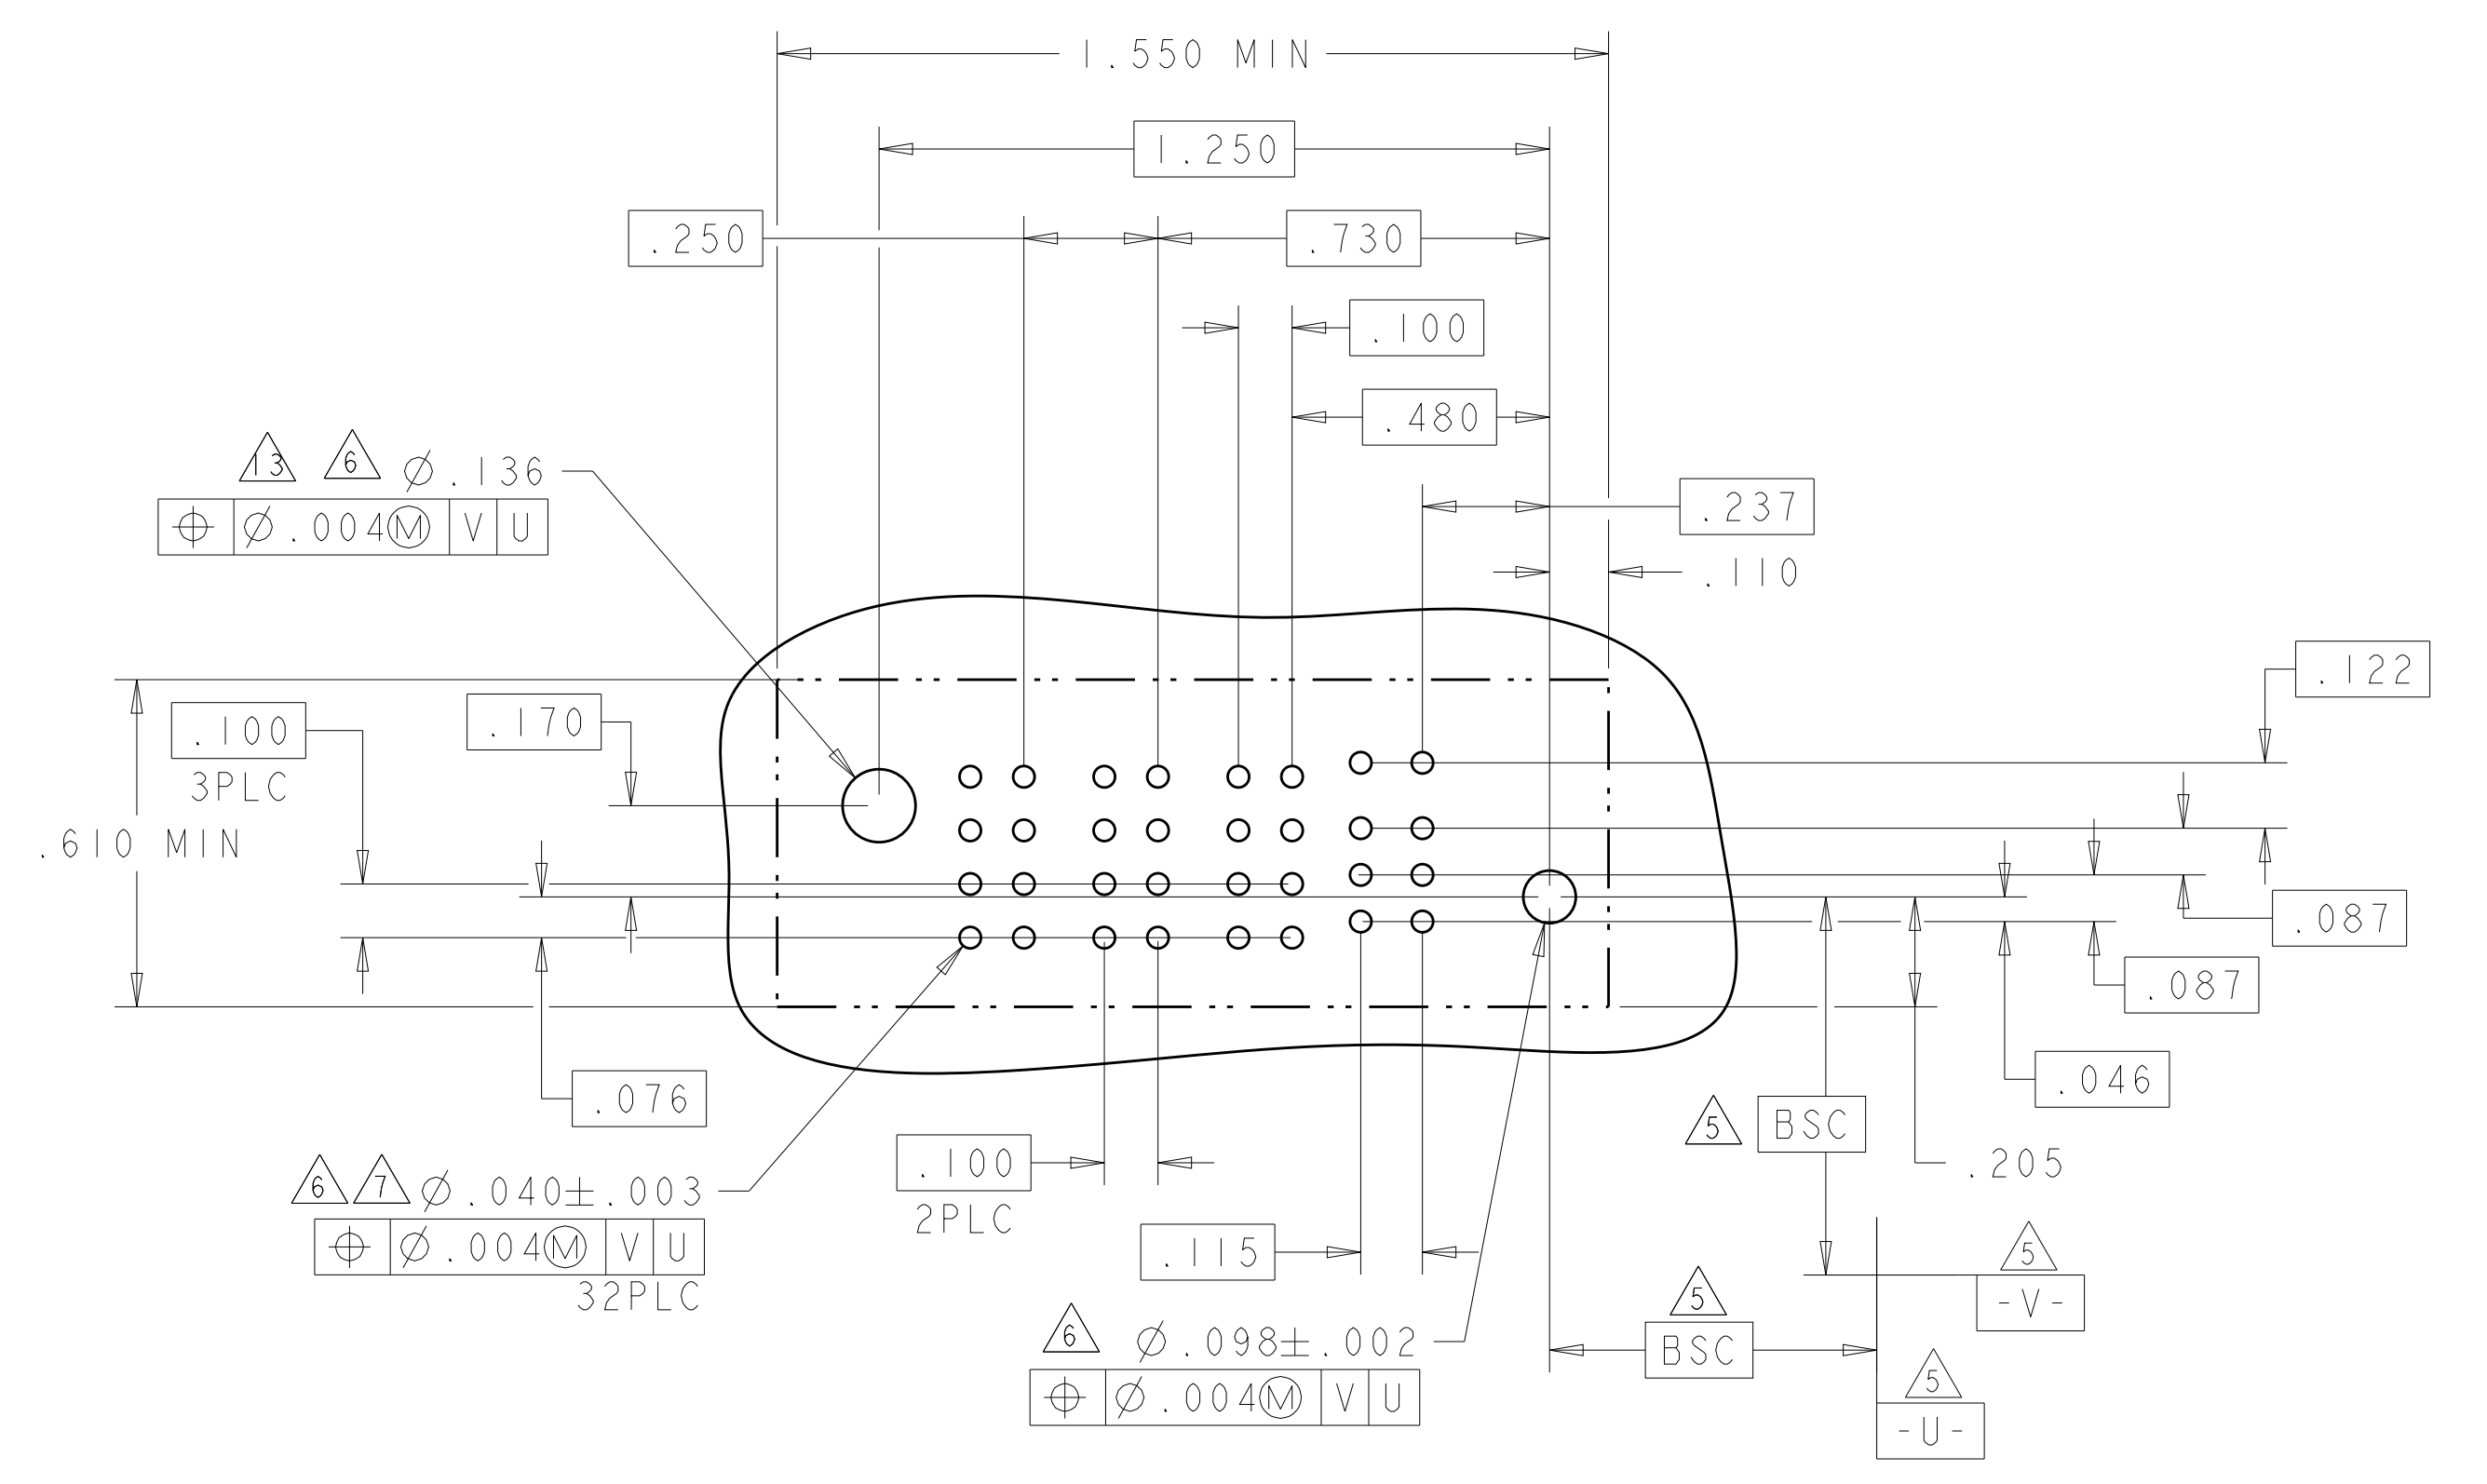 1.550 MIN
1.250
.250
.730
.100
.480
13 6 ⌀.136
⌖ ⌀.004Ⓜ V U
.237
.110
.122
.170
.100
3PLC
.610 MIN
.087
.087
.046
.076
5 BSC
.100
2PLC
.205
6 7 ⌀.040±.003
⌖ ⌀.004Ⓜ V U
32PLC
.115
5
-V-
6 ⌀.098±.002
⌖ ⌀.004Ⓜ V U
5
BSC
5
-U-